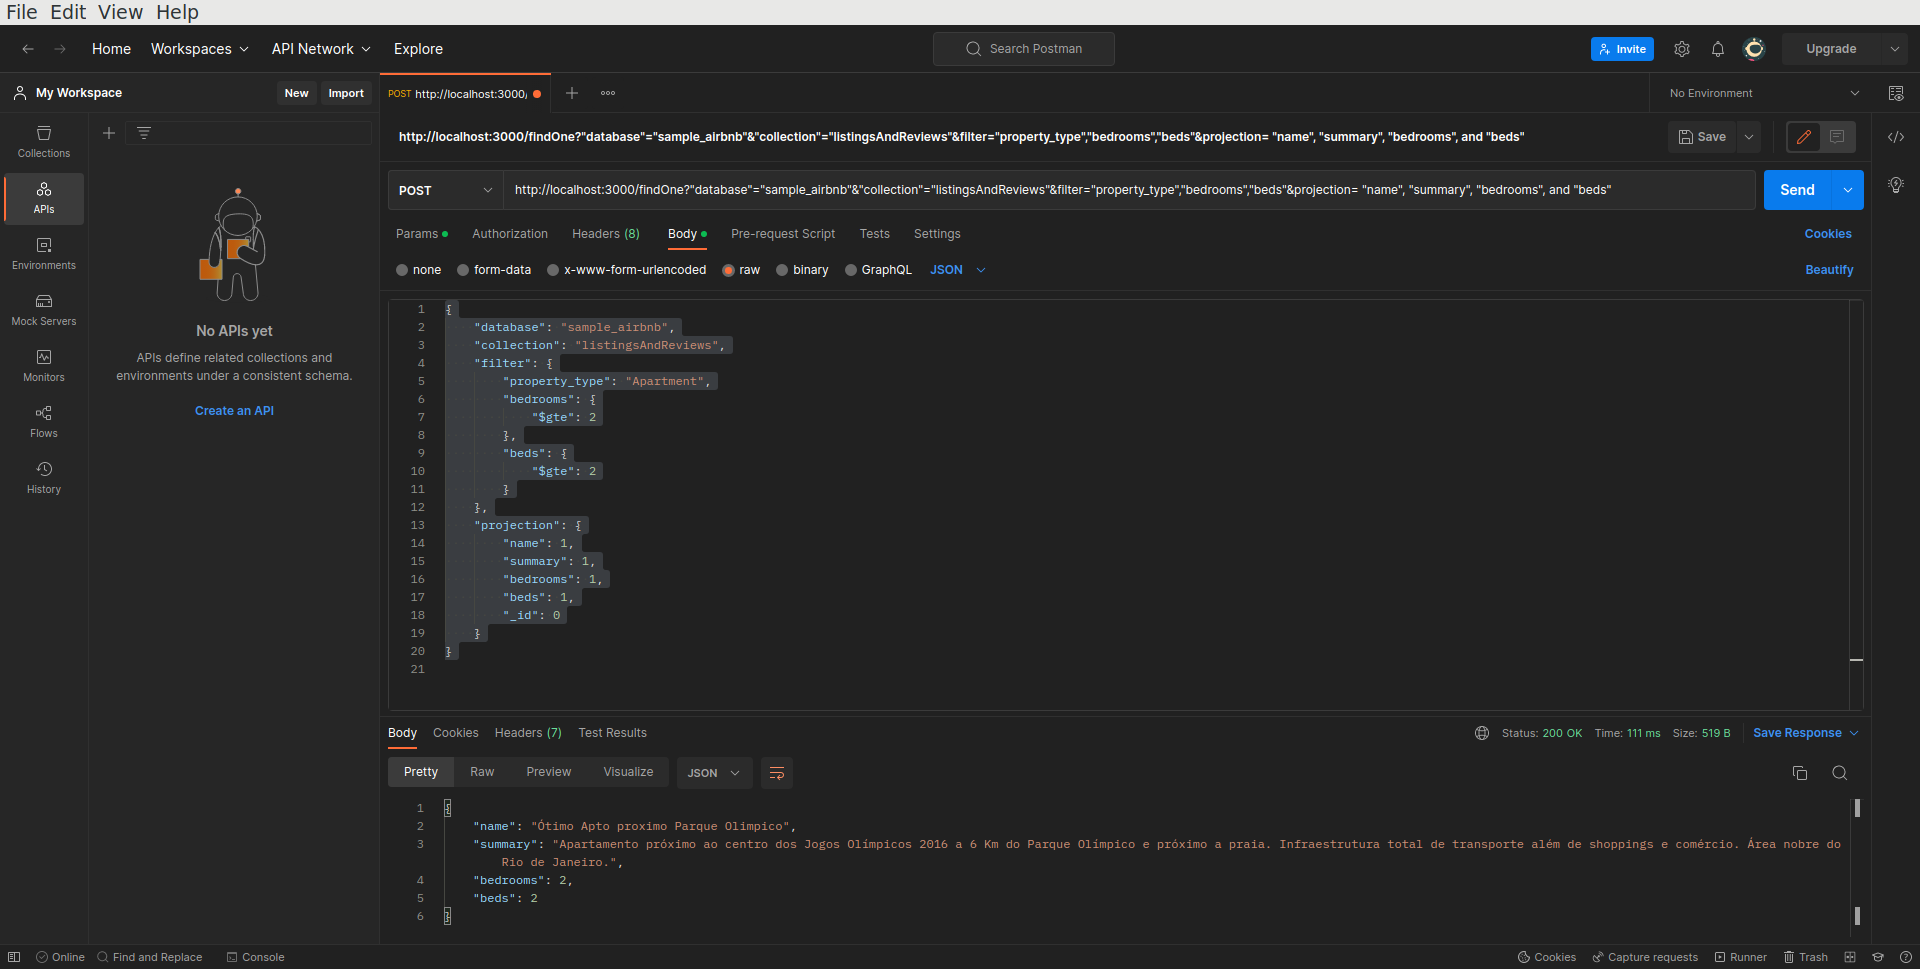 File Edit View Help
Home Workspaces API Network Explore
Search Postman
Invite
Upgrade
My Workspace
New Import
POST http://localhost:3000/
No Environment
http://localhost:3000/findOne?"database"="sample_airbnb"&"collection"="listingsAndReviews"&filter="property_type","bedrooms","beds"&projection= "name", "summary", "bedrooms", and "beds"
Save
POST
http://localhost:3000/findOne?"database"="sample_airbnb"&"collection"="listingsAndReviews"&filter="property_type","bedrooms","beds"&projection= "name", "summary", "bedrooms", and "beds"
Send
Collections
APIs
Environments
Mock Servers
Monitors
Flows
History
No APIs yet
APIs define related collections and
environments under a consistent schema.
Create an API
Params Authorization Headers (8) Body Pre-request Script Tests Settings
Cookies
none form-data x-www-form-urlencoded raw binary GraphQL JSON
Beautify
1 {
2 "database": "sample_airbnb",
3 "collection": "listingsAndReviews",
4 "filter": {
5 "property_type": "Apartment",
6 "bedrooms": {
7 "$gte": 2
8 },
9 "beds": {
10 "$gte": 2
11 }
12 },
13 "projection": {
14 "name": 1,
15 "summary": 1,
16 "bedrooms": 1,
17 "beds": 1,
18 "_id": 0
19 }
20 }
21
Body Cookies Headers (7) Test Results
Status: 200 OK Time: 111 ms Size: 519 B Save Response
Pretty Raw Preview Visualize JSON
1 {
2 "name": "Ótimo Apto proximo Parque Olimpico",
3 "summary": "Apartamento próximo ao centro dos Jogos Olímpicos 2016 a 6 Km do Parque Olímpico e próximo a praia. Infraestrutura total de transporte além de shoppings e comércio. Área nobre do
Rio de Janeiro.",
4 "bedrooms": 2,
5 "beds": 2
6 }
Online Find and Replace Console
Cookies Capture requests Runner Trash